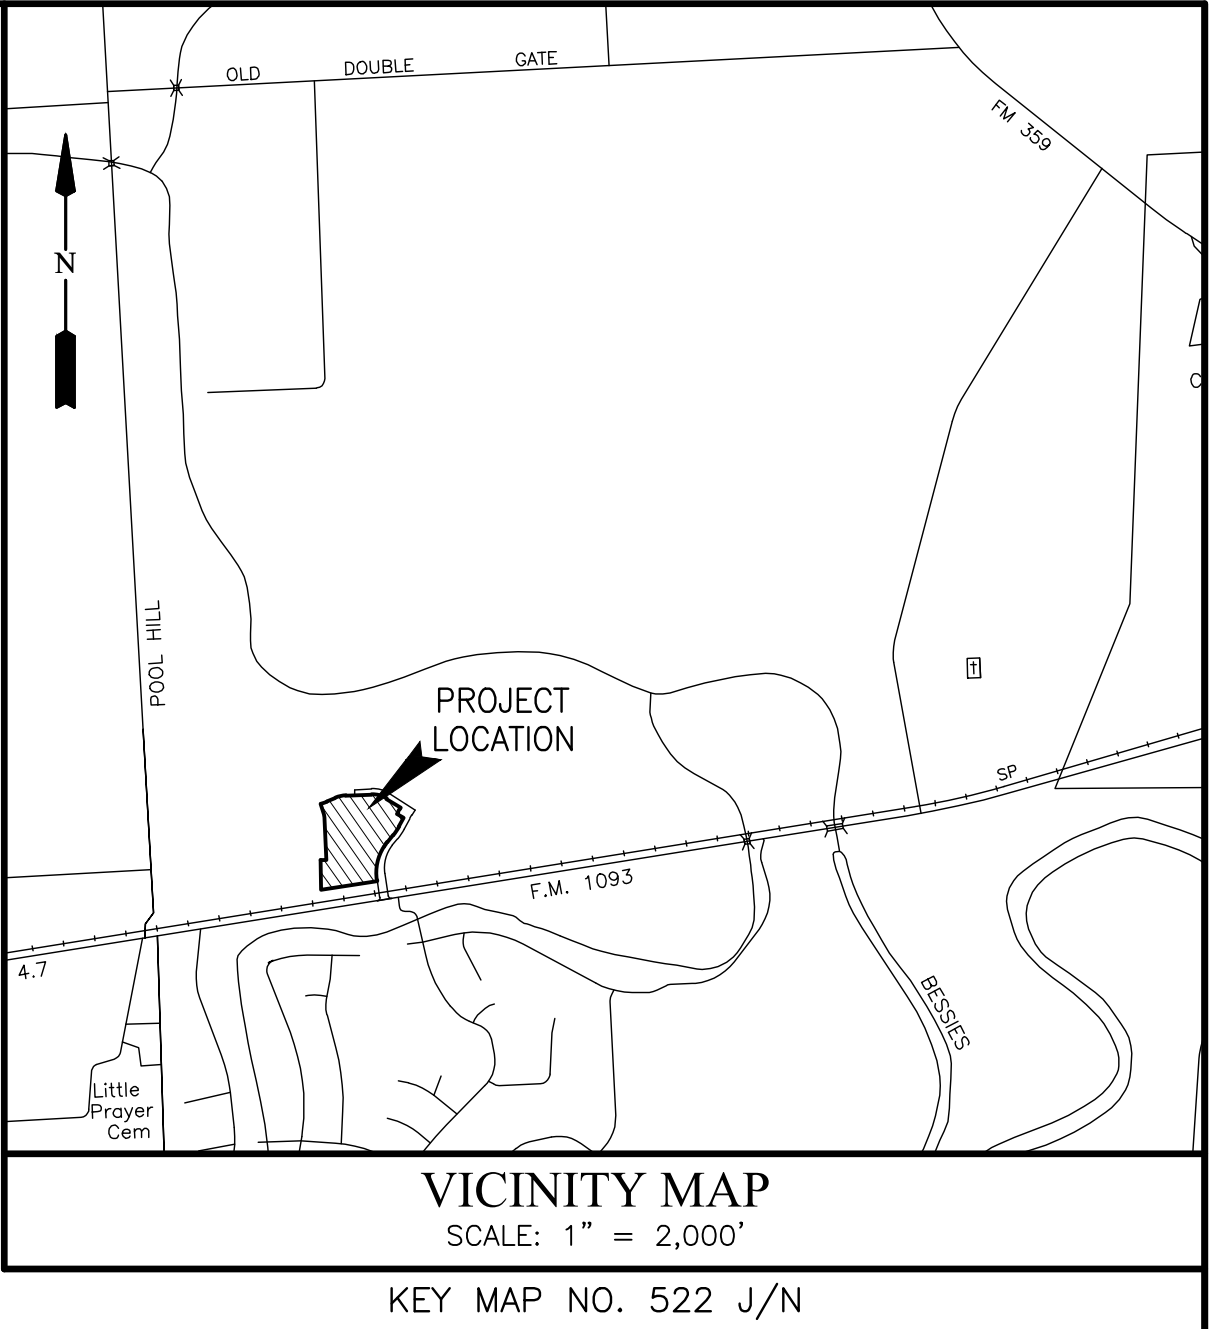 OLD DOUBLE GATE
FM 359
N
C
POOL HILL
PROJECT
LOCATION
SP
F.M. 1093
4.7
BESSIES
Little
Prayer
Cem
VICINITY MAP
SCALE: 1" = 2,000'
KEY MAP NO. 522 J/N